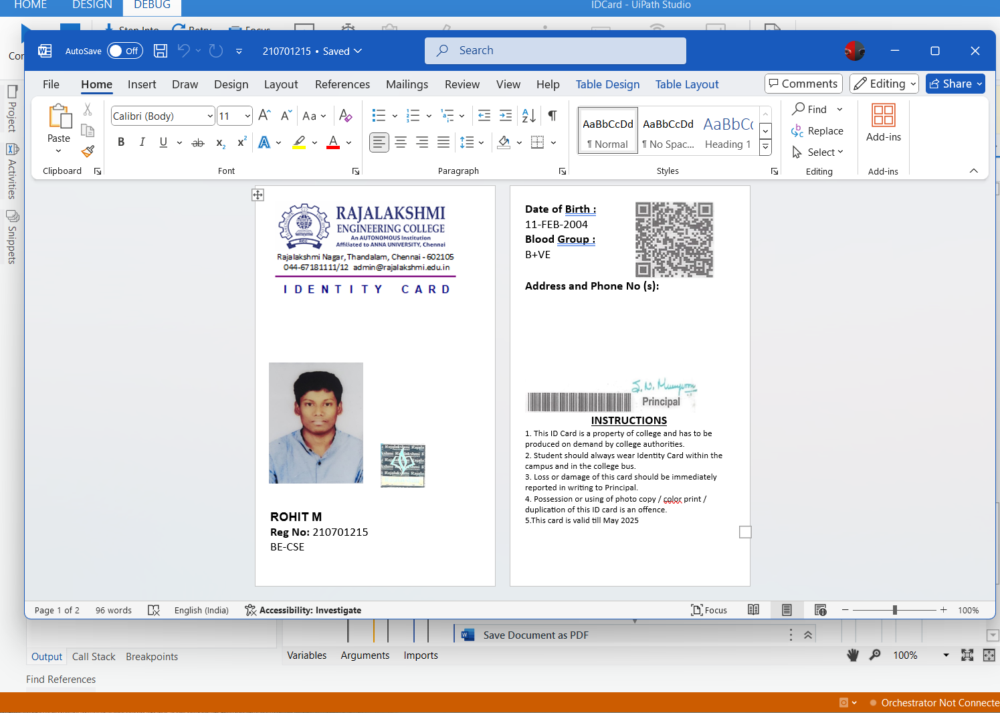 HOME DESIGN DEBUG IDCard - UiPath Studio
Step Into Retry Focus
AutoSave Off 210701215 • Saved Search
File Home Insert Draw Design Layout References Mailings Review View Help Table Design Table Layout Comments Editing Share
Project
Activities
Snippets
Paste
Clipboard
Calibri (Body) 11
Font
Paragraph
AaBbCcDd AaBbCcDd AaBbCc
¶ Normal ¶ No Spac... Heading 1
Styles
Find
Replace
Select
Editing
Add-ins
Add-ins
RAJALAKSHMI
ENGINEERING COLLEGE
An AUTONOMOUS Institution
Affiliated to ANNA UNIVERSITY, Chennai
Rajalakshmi Nagar, Thandalam, Chennai - 602105
044-67181111/12 admin@rajalakshmi.edu.in
IDENTITY CARD
ROHIT M
Reg No: 210701215
BE-CSE
Date of Birth :
11-FEB-2004
Blood Group :
B+VE
Address and Phone No (s):
Principal
INSTRUCTIONS
1. This ID Card is a property of college and has to be
produced on demand by college authorities.
2. Student should always wear Identity Card within the
campus and in the college bus.
3. Loss or damage of this card should be immediately
reported in writing to Principal.
4. Possession or using of photo copy / color print /
duplication of this ID card is an offence.
5.This card is valid till May 2025
Page 1 of 2 96 words English (India) Accessibility: Investigate Focus 100%
Save Document as PDF
Output Call Stack Breakpoints Variables Arguments Imports 100%
Find References
Orchestrator Not Connecte